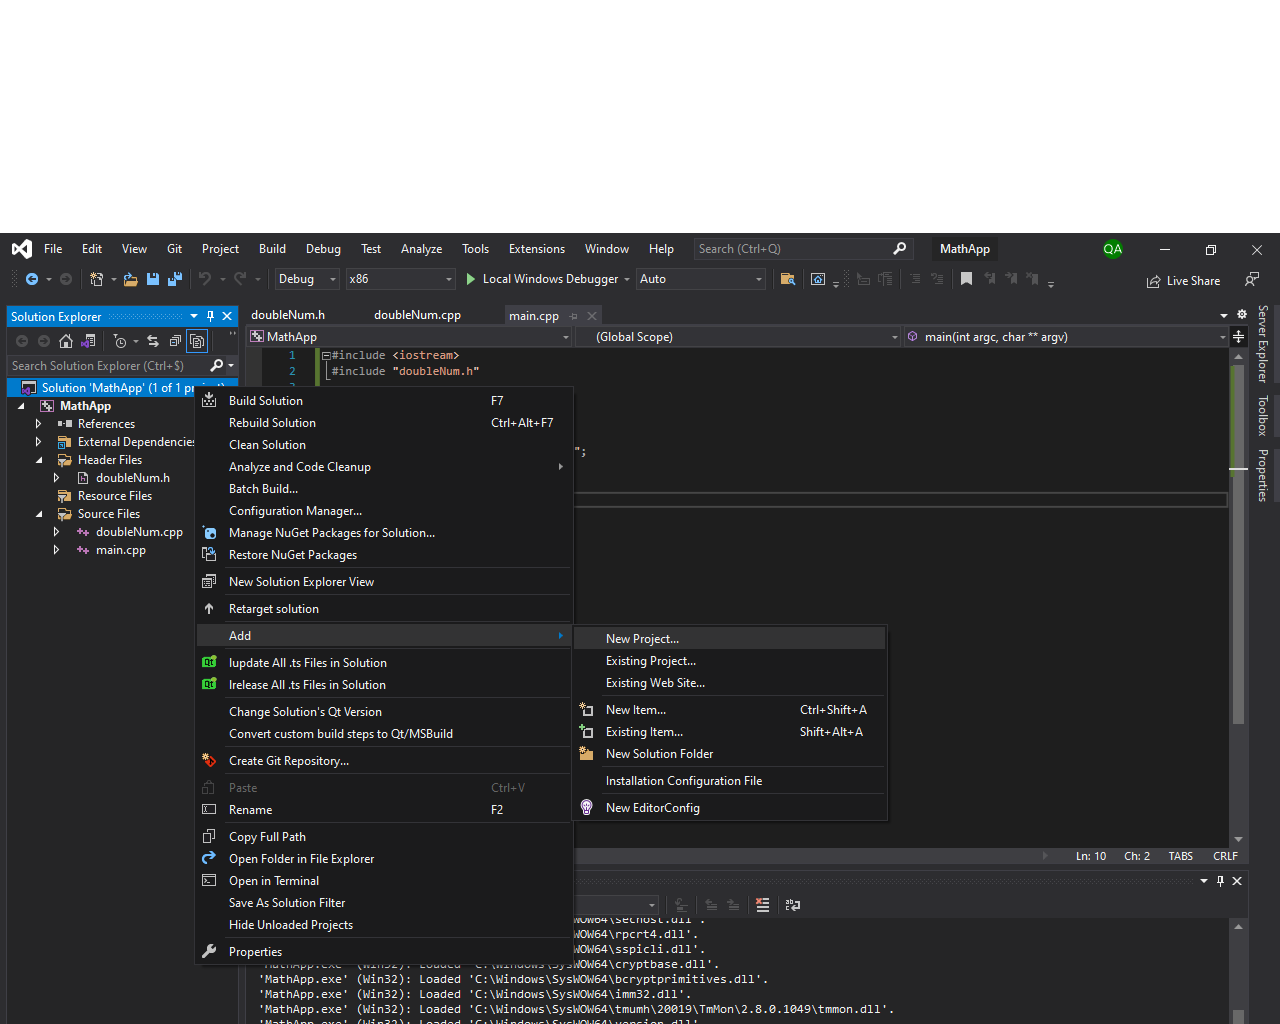 File Edit View Git Project Build Debug Test Analyze Tools Extensions Window Help Search (Ctrl+Q) MathApp QA
Debug x86 Local Windows Debugger Auto Live Share
Solution Explorer
Search Solution Explorer (Ctrl+$)
Solution 'MathApp' (1 of 1 project)
MathApp
References
External Dependencies
Header Files
doubleNum.h
Resource Files
Source Files
doubleNum.cpp
main.cpp
doubleNum.h doubleNum.cpp main.cpp
MathApp (Global Scope) main(int argc, char ** argv)
1 #include <iostream>
2 #include "doubleNum.h"
";
Build Solution F7
Rebuild Solution Ctrl+Alt+F7
Clean Solution
Analyze and Code Cleanup
Batch Build...
Configuration Manager...
Manage NuGet Packages for Solution...
Restore NuGet Packages
New Solution Explorer View
Retarget solution
Add
lupdate All .ts Files in Solution
lrelease All .ts Files in Solution
Change Solution's Qt Version
Convert custom build steps to Qt/MSBuild
Create Git Repository...
Paste Ctrl+V
Rename F2
Copy Full Path
Open Folder in File Explorer
Open in Terminal
Save As Solution Filter
Hide Unloaded Projects
Properties
New Project...
Existing Project...
Existing Web Site...
New Item... Ctrl+Shift+A
Existing Item... Shift+Alt+A
New Solution Folder
Installation Configuration File
New EditorConfig
Server Explorer
Toolbox
Properties
Ln: 10 Ch: 2 TABS CRLF
WOW64\sechost.dll'.
WOW64\rpcrt4.dll'.
WOW64\sspicli.dll'.
'MathApp.exe' (Win32): Loaded 'C:\Windows\SysWOW64\cryptbase.dll'.
'MathApp.exe' (Win32): Loaded 'C:\Windows\SysWOW64\bcryptprimitives.dll'.
'MathApp.exe' (Win32): Loaded 'C:\Windows\SysWOW64\imm32.dll'.
'MathApp.exe' (Win32): Loaded 'C:\Windows\SysWOW64\tmumh\20019\TmMon\2.8.0.1049\tmmon.dll'.
'MathApp.exe' (Win32): Loaded 'C:\Windows\SysWOW64\version.dll'.